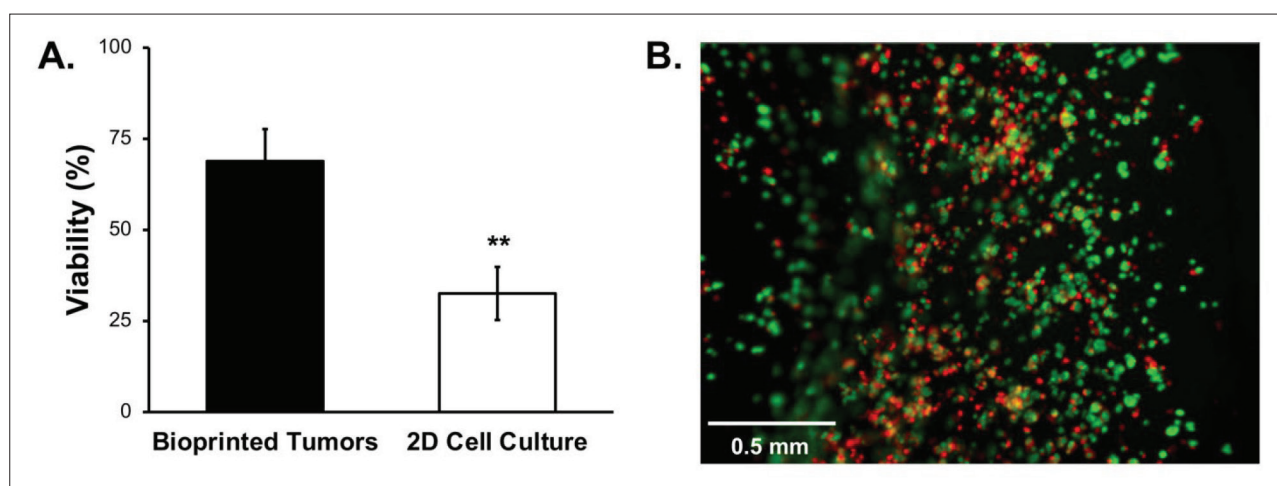 A.
100
75
50
25
0
Viability (%)
**
Bioprinted Tumors
2D Cell Culture
B.
0.5 mm